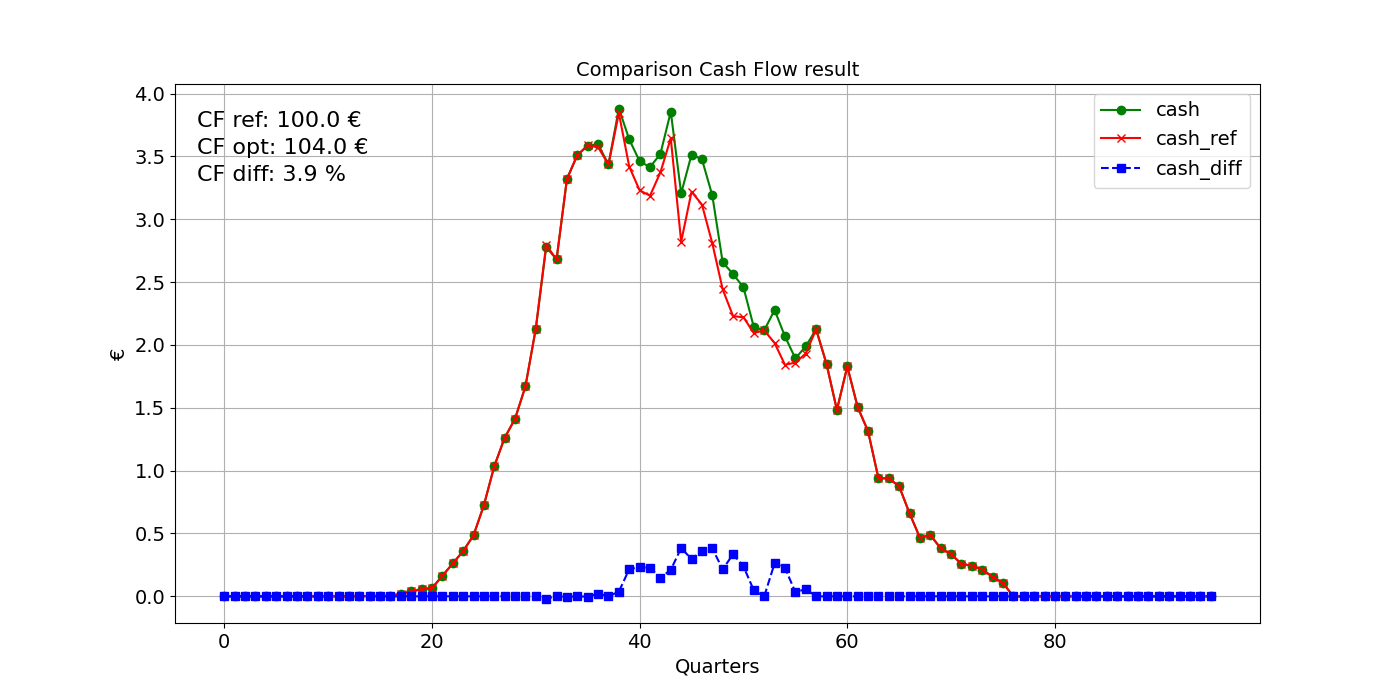 Comparison Cash Flow result
CF ref: 100.0 €
CF opt: 104.0 €
CF diff: 3.9 %
cash
cash_ref
cash_diff
4.0
3.5
3.0
2.5
2.0
1.5
1.0
0.5
0.0
€
0 20 40 60 80
Quarters